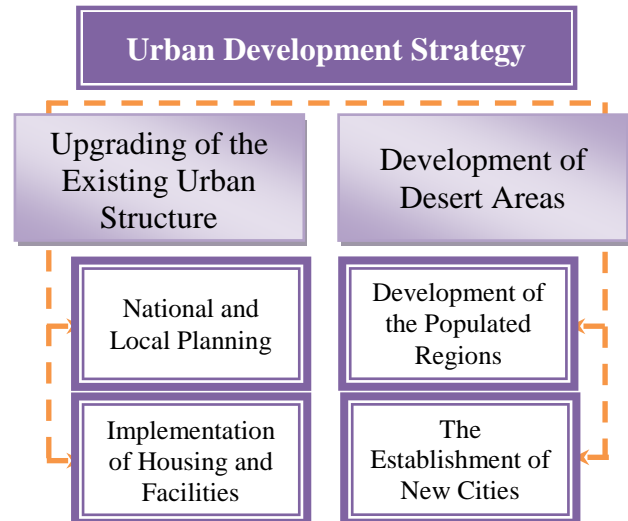 Urban Development Strategy
Upgrading of the
Existing Urban
Structure
Development of
Desert Areas
National and
Local Planning
Development of
the Populated
Regions
Implementation
of Housing and
Facilities
The
Establishment of
New Cities